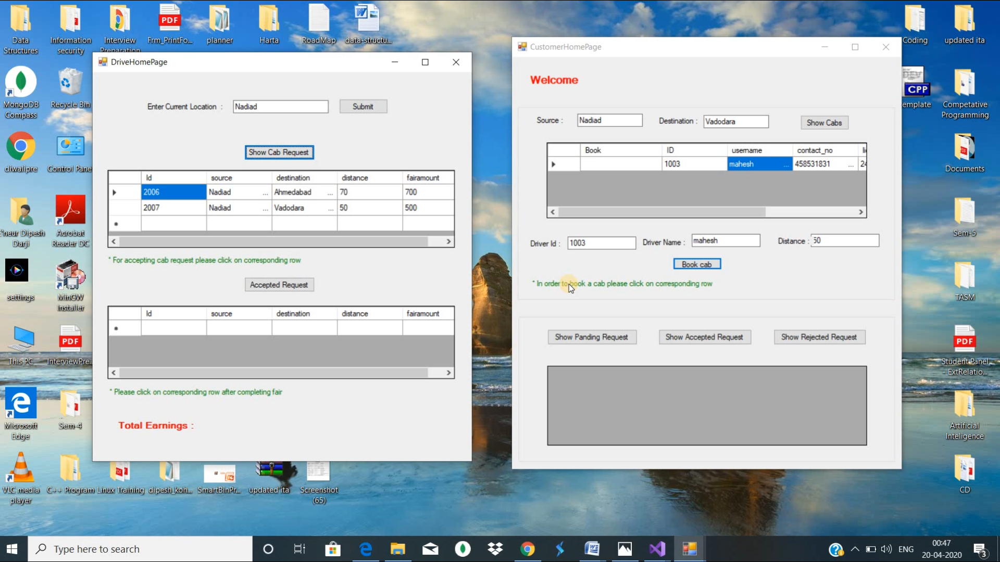 Data
Structures
Information
security
Interview
Preparation
PDF
Frm_PrintFo...
planner
Harta
RoadMap
data-structu...
Coding
updated ita
DriveHomePage
Enter Current Location :
Nadiad
Submit
Show Cab Request
Id source destination distance fairamount
2006 Nadiad ... Ahmedabad ... 70 700
2007 Nadiad ... Vadodara ... 50 500
* For accepting cab request please click on corresponding row
Accepted Request
Id source destination distance fairamount
* Please click on corresponding row after completing fair
Total Earnings :
CustomerHomePage
Welcome
Source :
Nadiad
Destination :
Vadodara
Show Cabs
Book ID username contact_no li
1003 mahesh ... 458531831 ... 24
Driver Id :
1003
Driver Name :
mahesh
Distance :
50
Book cab
* In order to book a cab please click on corresponding row
Show Panding Request
Show Accepted Request
Show Rejected Request
MongoDB
Compass
Recycle Bin
diwalipre
Control Pane
Dipesh
Darji
Acrobat
Reader DC
settings
MinGW
Installer
This PC
PDF
InterviewPre...
Microsoft
Edge
Sem-4
VLC media
player
C++ Program
PDF
Linux Training
dipesh_koh...
SmartBinPr...
updated ita
Screenshot
(65)
CPP
emplate
Competative
Programming
PDF
Documents
Sem-5
TASM
PDF
Student Panel
- ExtRelatio...
Artificial
Inteligence
CD
Type here to search
ENG
00:47
20-04-2020
3